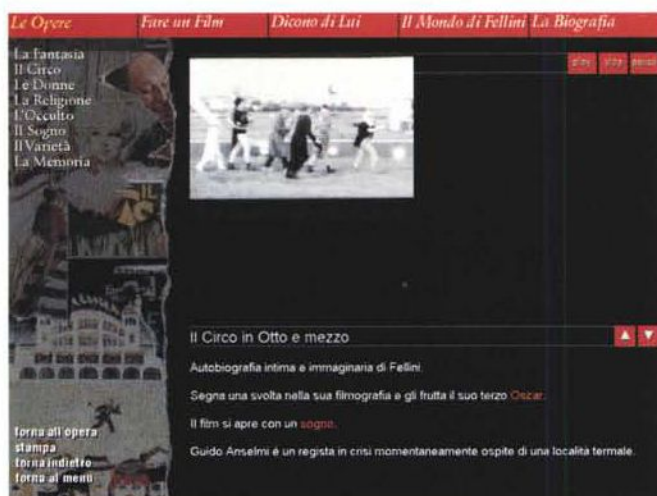 Le Opere
Fare un Film
Dicono di Lui
Il Mondo di Fellini
La Biografia
La Fantasia
Il Circo
Le Donne
La Religione
L'Occulto
Il Sogno
Il Varietà
La Memoria
play stop
IL
Il Circo in Otto e mezzo
Autobiografia intima e immaginaria di Fellini.
Segna una svolta nella sua filmografia e gli frutta il suo terzo Oscar.
Il film si apre con un sogno.
Guido Anselmi é un regista in crisi momentaneamente ospite di una località termale.
torna all'opera
stampa
torna indietro
torna al menù